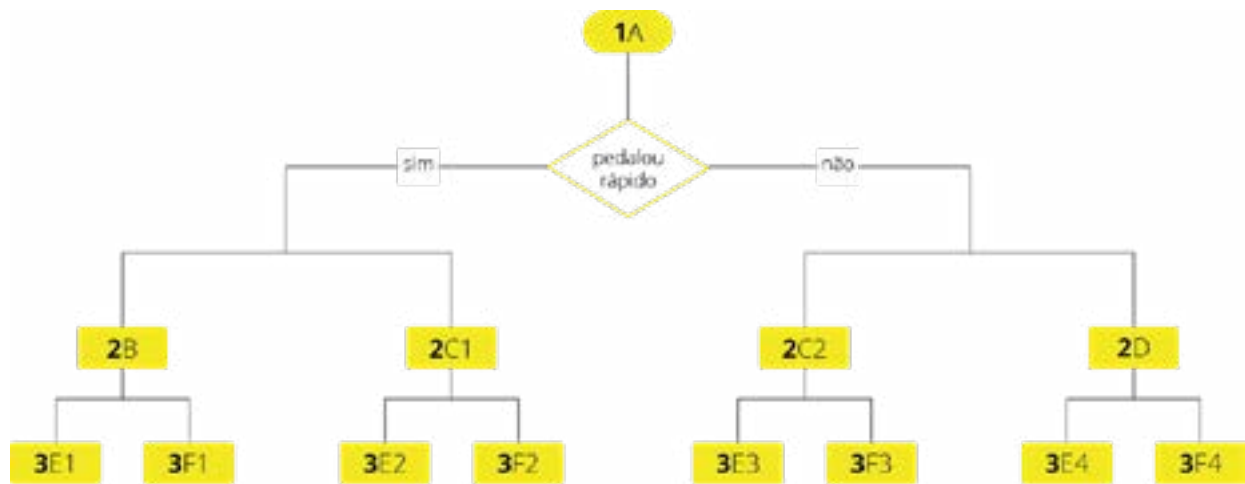 1A
pedalou
rápido
sim
não
2B
2C1
2C2
2D
3E1
3F1
3E2
3F2
3E3
3F3
3E4
3F4